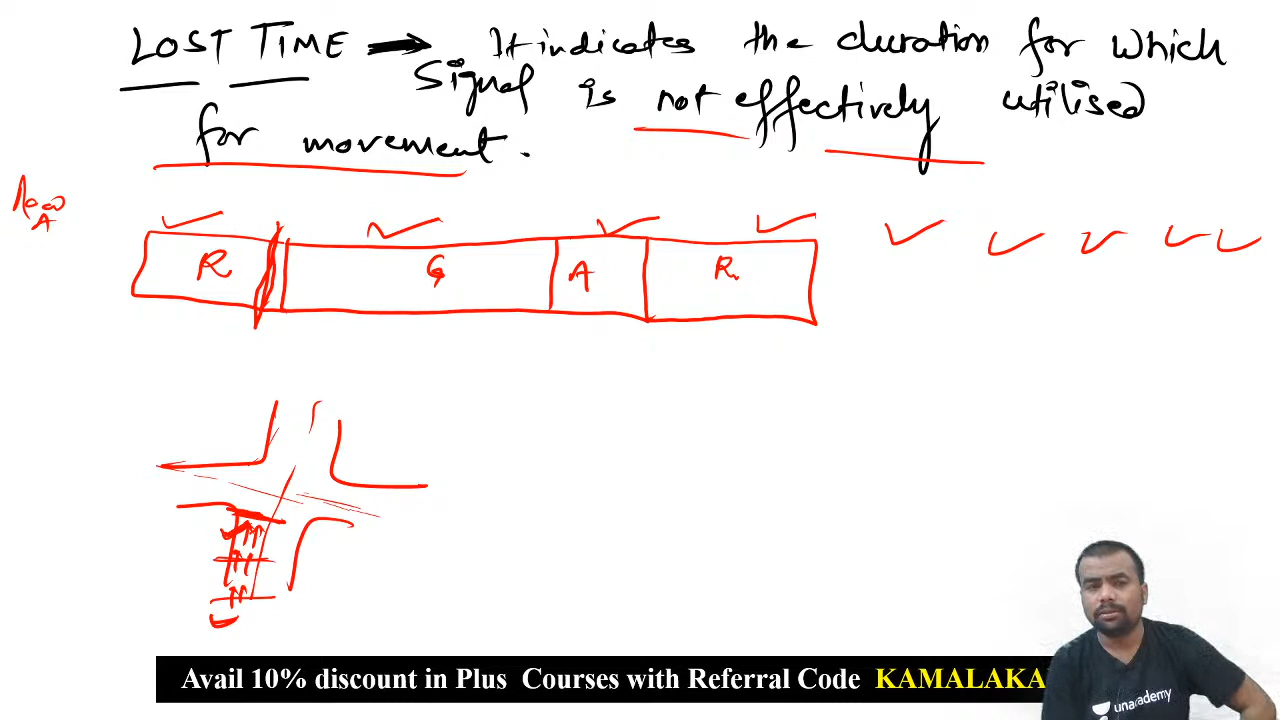 LOST TIME → It indicates the duration for which
Signal is not effectively utilised
for movement.
A
R G A R
Avail 10% discount in Plus Courses with Referral Code KAMALAKA
unacademy